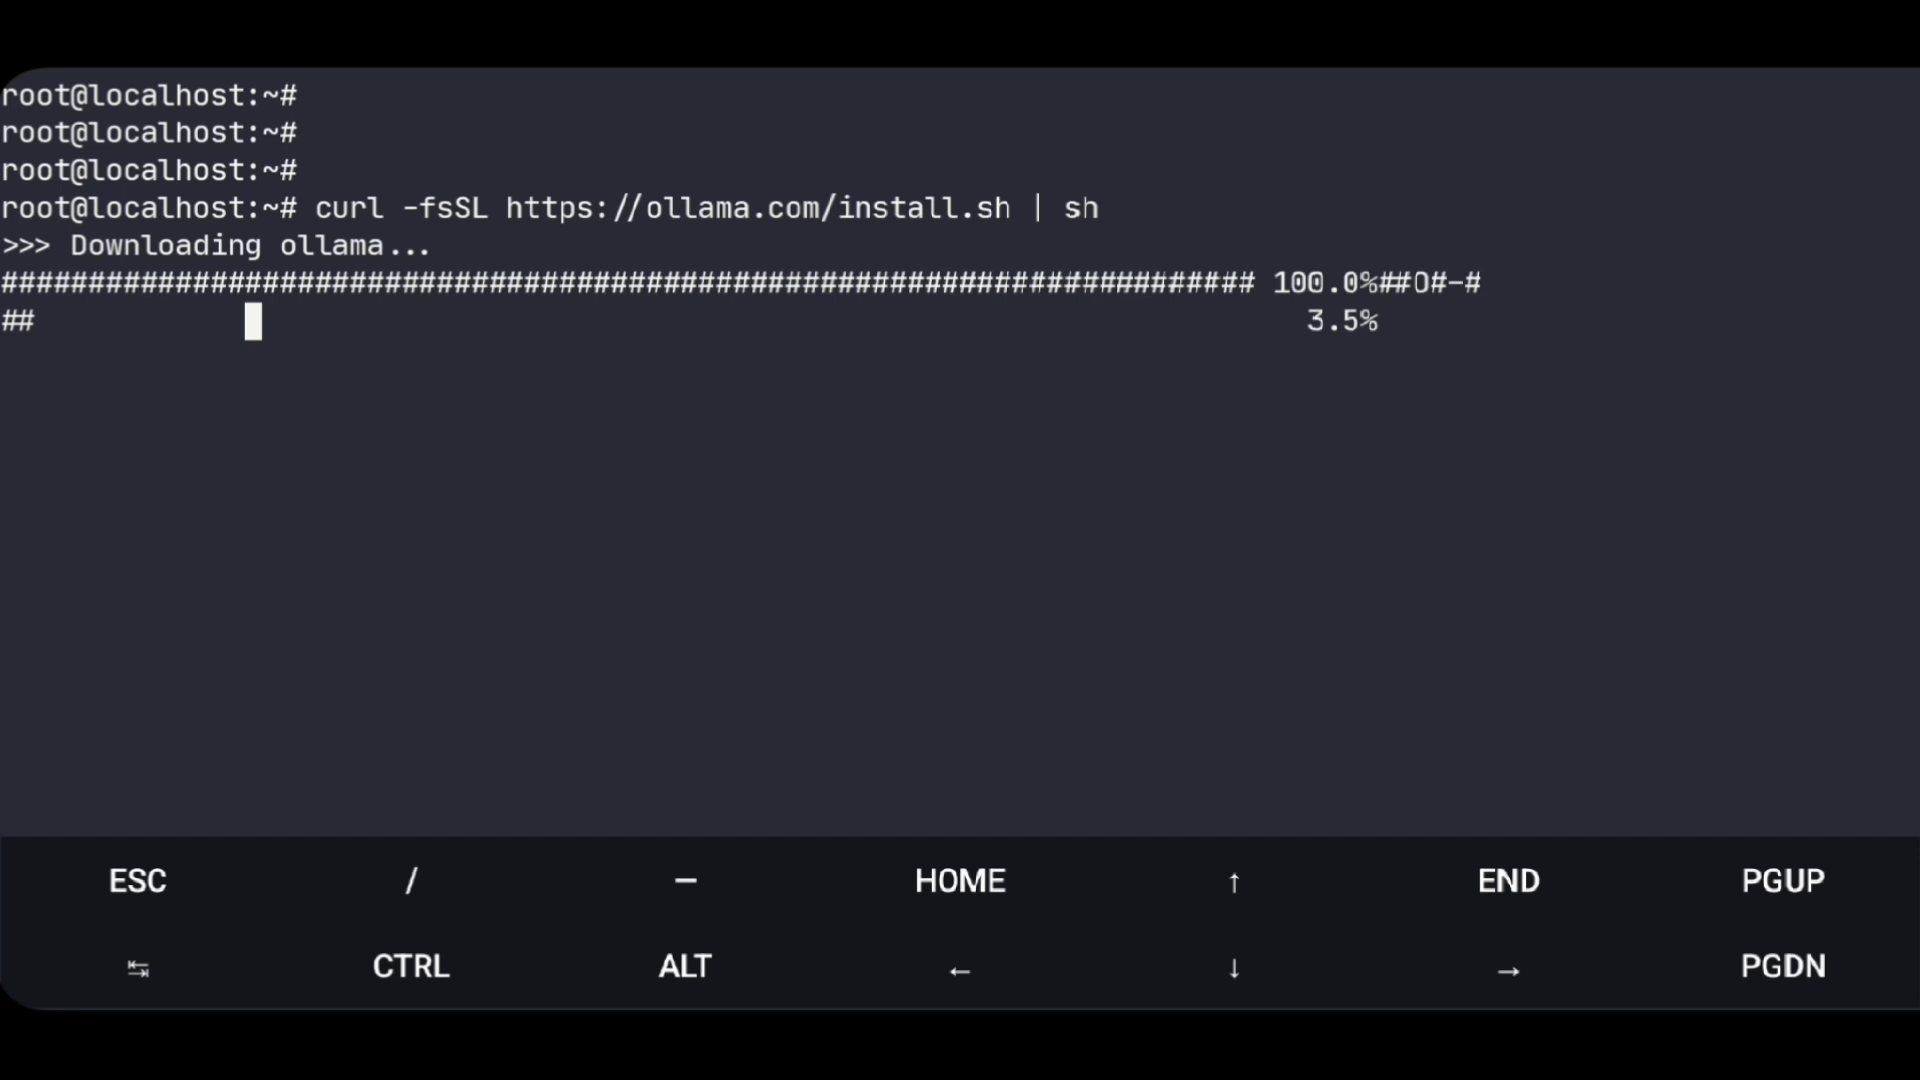 root@localhost:~#
root@localhost:~#
root@localhost:~#
root@localhost:~# curl -fsSL https://ollama.com/install.sh | sh
>>> Downloading ollama...
######################################################################## 100.0%##O#-#
## 3.5%
ESC / — HOME ↑ END PGUP
↹ CTRL ALT ← ↓ → PGDN